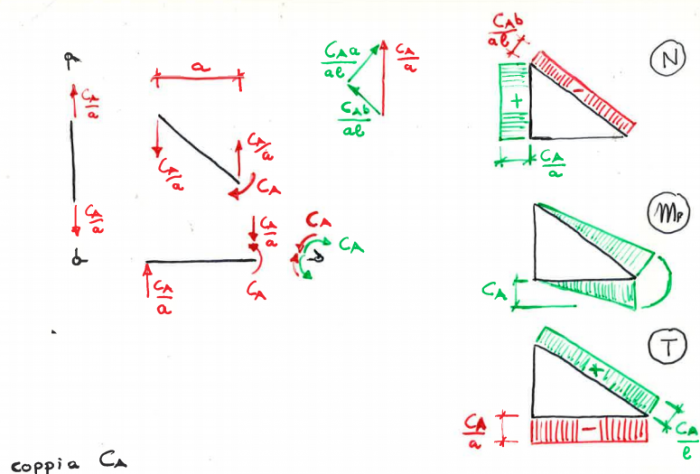 C_A/a
C_A/a
a
C_A/a
C_A/a
C_A
C_A/a
C_A/a
C_A
C_A
C_A
C_A a/al
C_A b/al
C_A/a
C_A b/al
N
+
-
C_A/a
C_A
M
T
+
C_A/a
-
C_A/l
coppia C_A